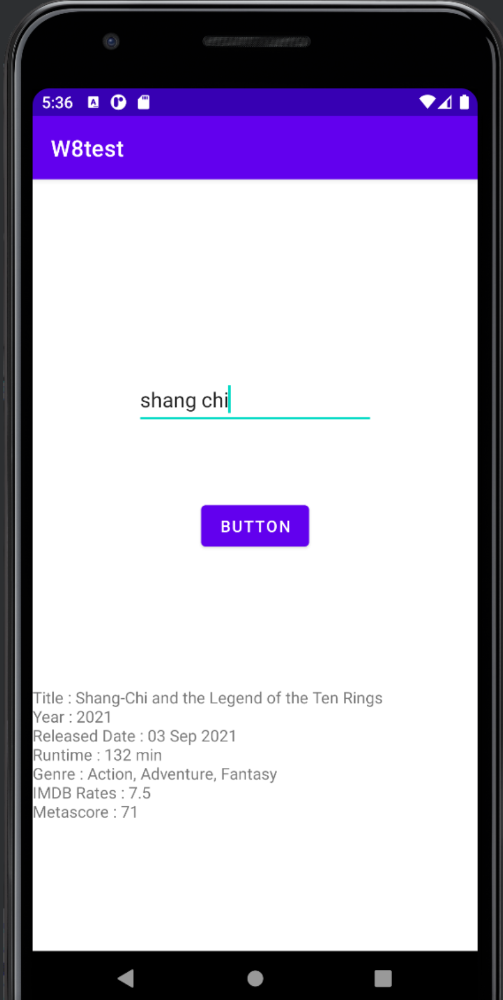 5:36
W8test
shang chi
BUTTON
Title : Shang-Chi and the Legend of the Ten Rings
Year : 2021
Released Date : 03 Sep 2021
Runtime : 132 min
Genre : Action, Adventure, Fantasy
IMDB Rates : 7.5
Metascore : 71